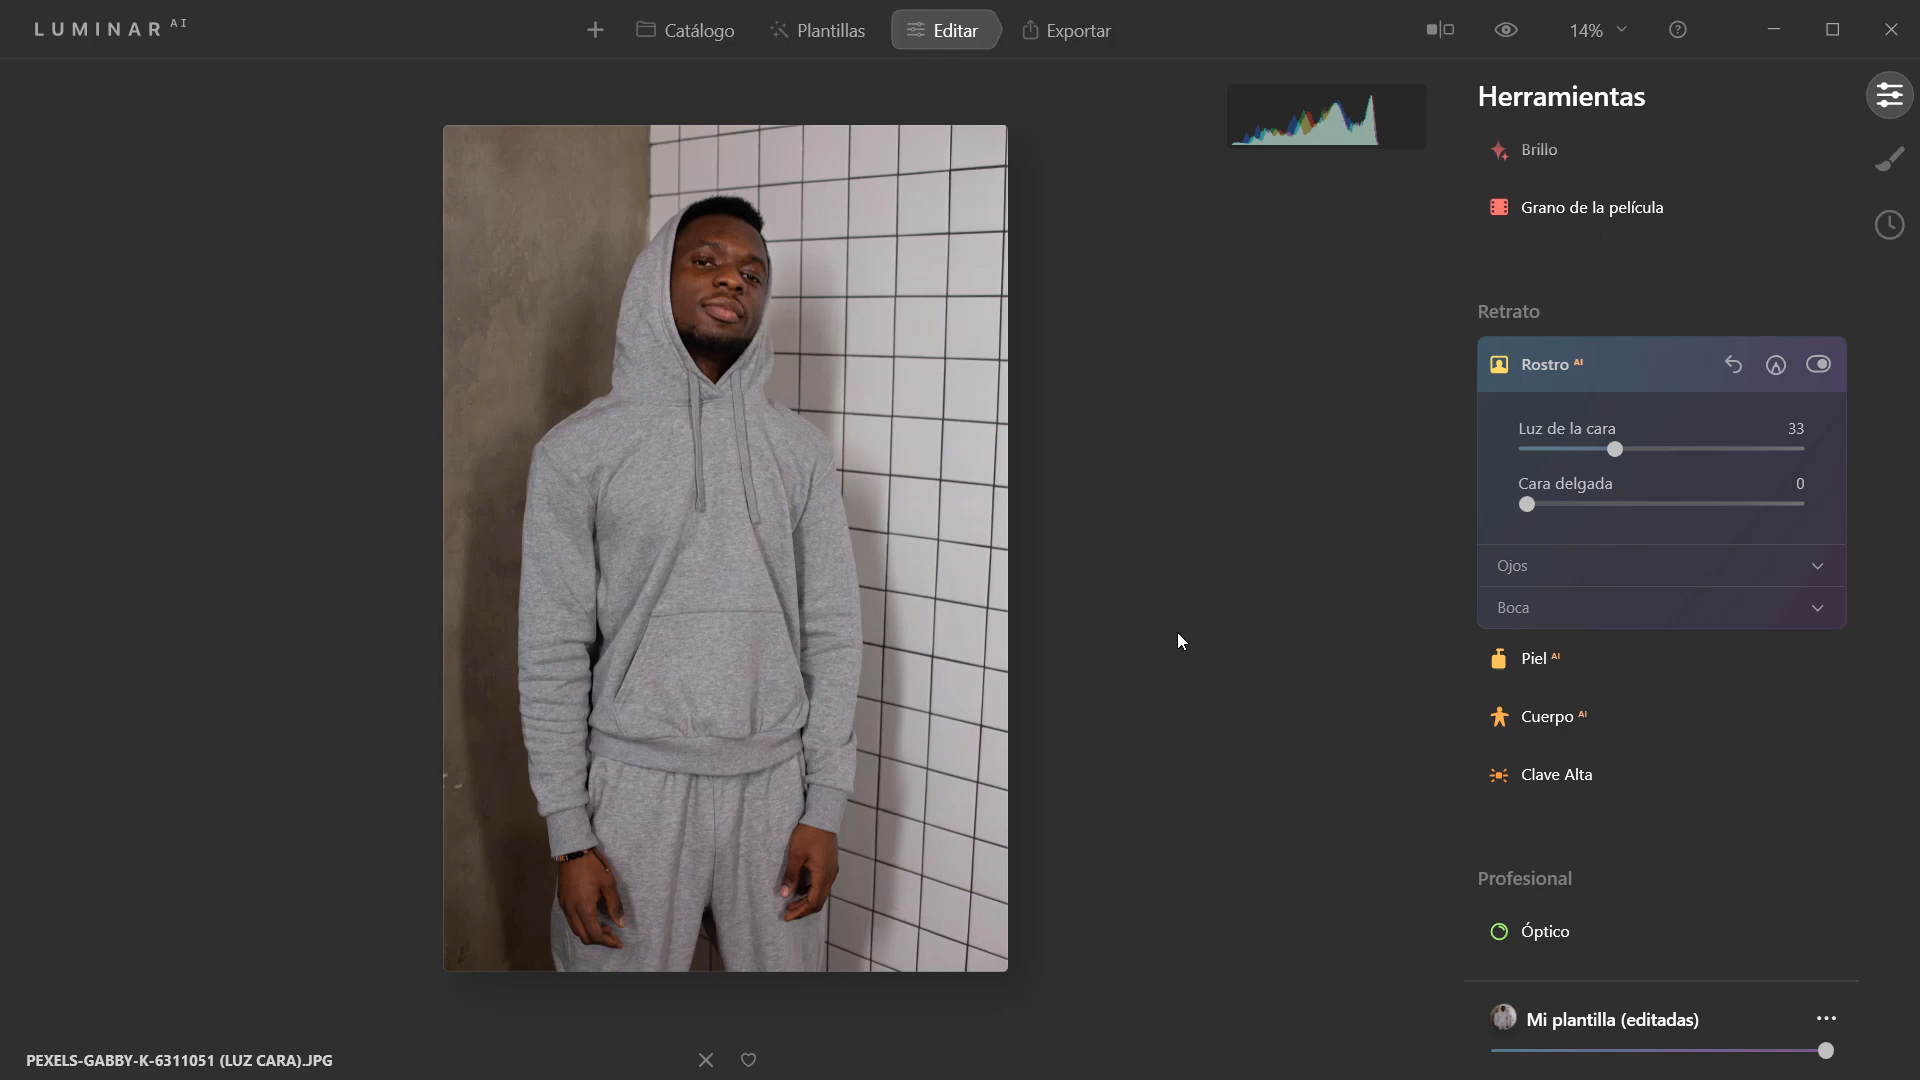 LUMINAR AI
Catálogo
Plantillas
Editar
Exportar
14%
Herramientas
Brillo
Grano de la película
Retrato
Rostro AI
Luz de la cara 33
Cara delgada 0
Ojos
Boca
Piel AI
Cuerpo AI
Clave Alta
Profesional
Óptico
Mi plantilla (editadas)
PEXELS-GABBY-K-6311051 (LUZ CARA).JPG